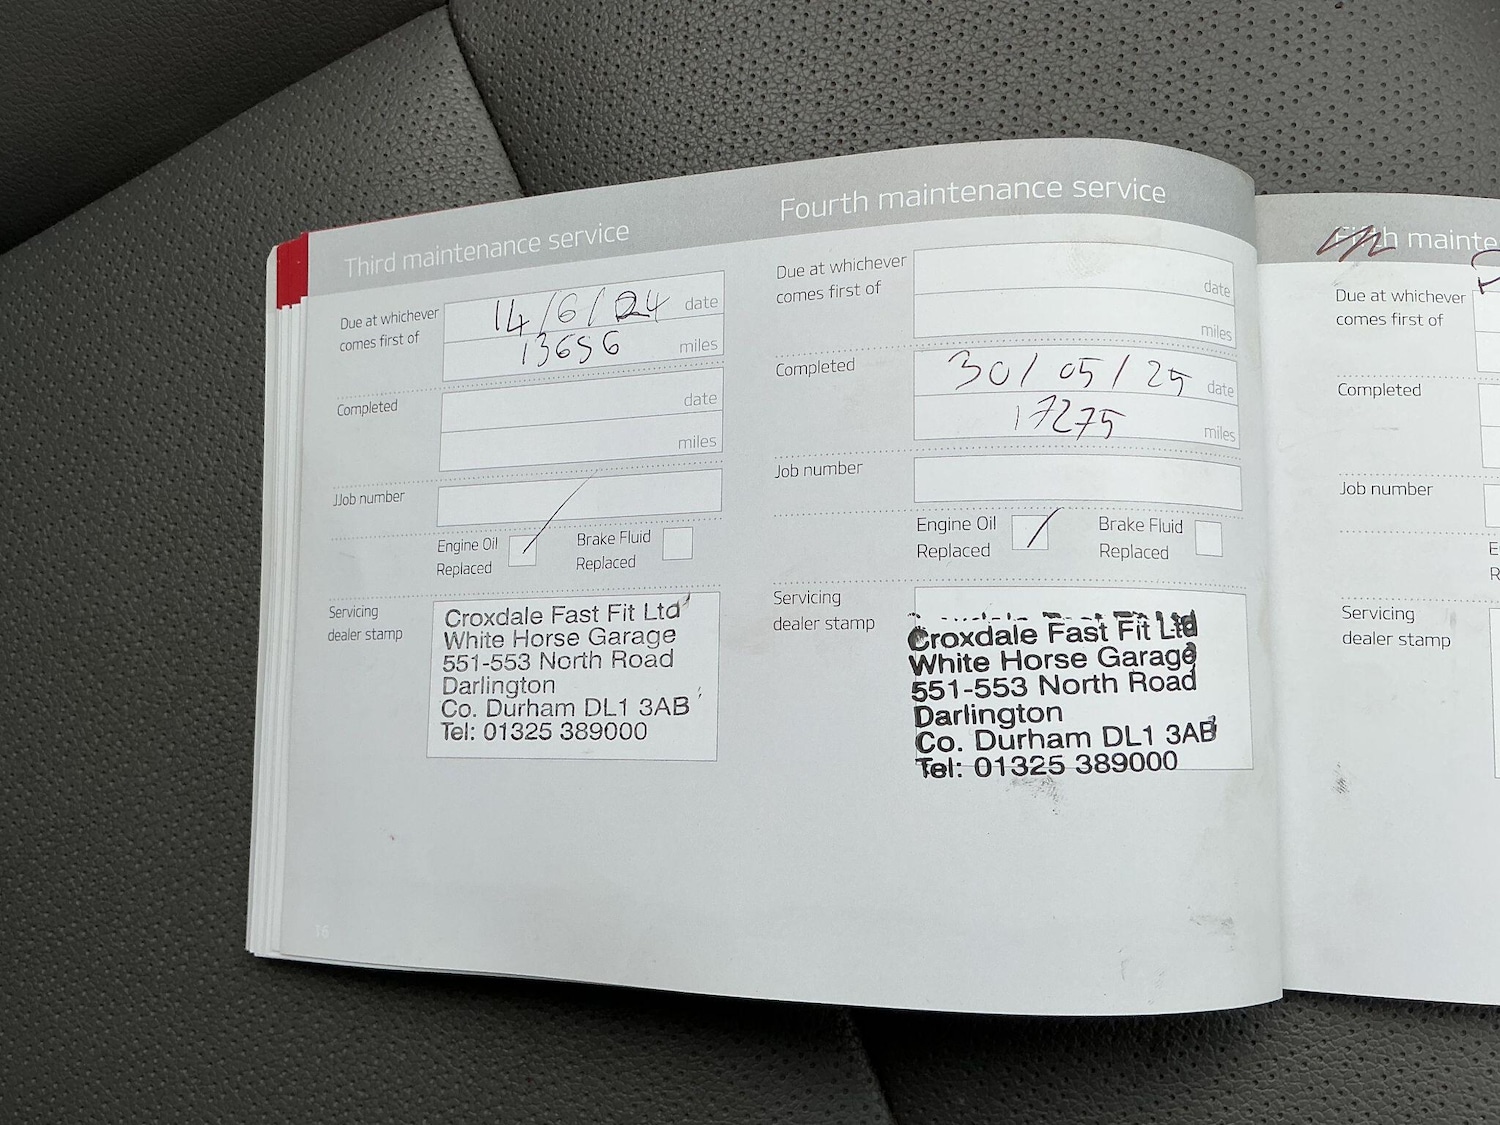 Third maintenance service
Due at whichever
comes first of
14/6/24 date
13656 miles
Completed
date
miles
JJob number
Engine Oil
Replaced
Brake Fluid
Replaced
Servicing
dealer stamp
Croxdale Fast Fit Ltd
White Horse Garage
551-553 North Road
Darlington
Co. Durham DL1 3AB
Tel: 01325 389000
16
Fourth maintenance service
Due at whichever
comes first of
date
miles
Completed
30/05/25 date
17275 miles
Job number
Engine Oil
Replaced
Brake Fluid
Replaced
Servicing
dealer stamp
Croxdale Fast Fit Ltd
White Horse Garage
551-553 North Road
Darlington
Co. Durham DL1 3AB
Tel: 01325 389000
Fifth mainte
Due at whichever
comes first of
Completed
Job number
E
R
Servicing
dealer stamp